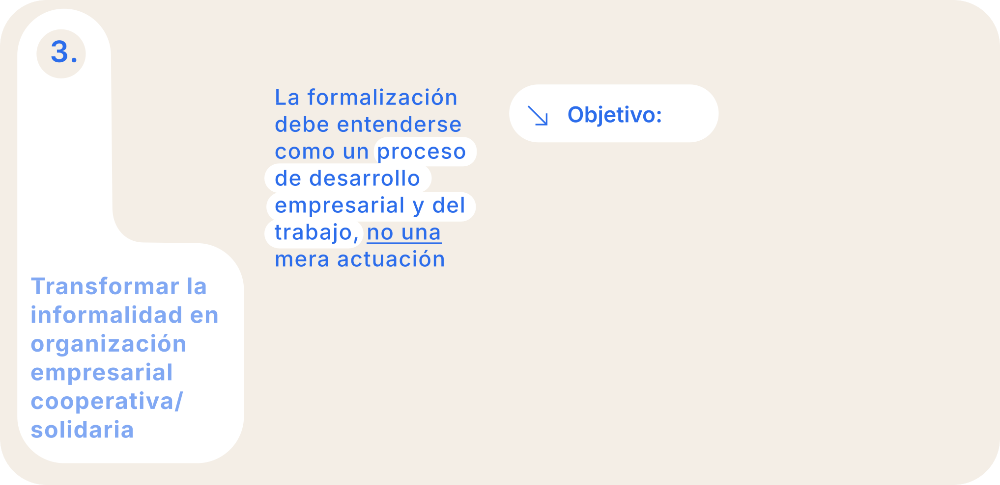 3.
Transformar la
informalidad en
organización
empresarial
cooperativa/
solidaria
La formalización
debe entenderse
como un proceso
de desarrollo
empresarial y del
trabajo, no una
mera actuación
Objetivo: